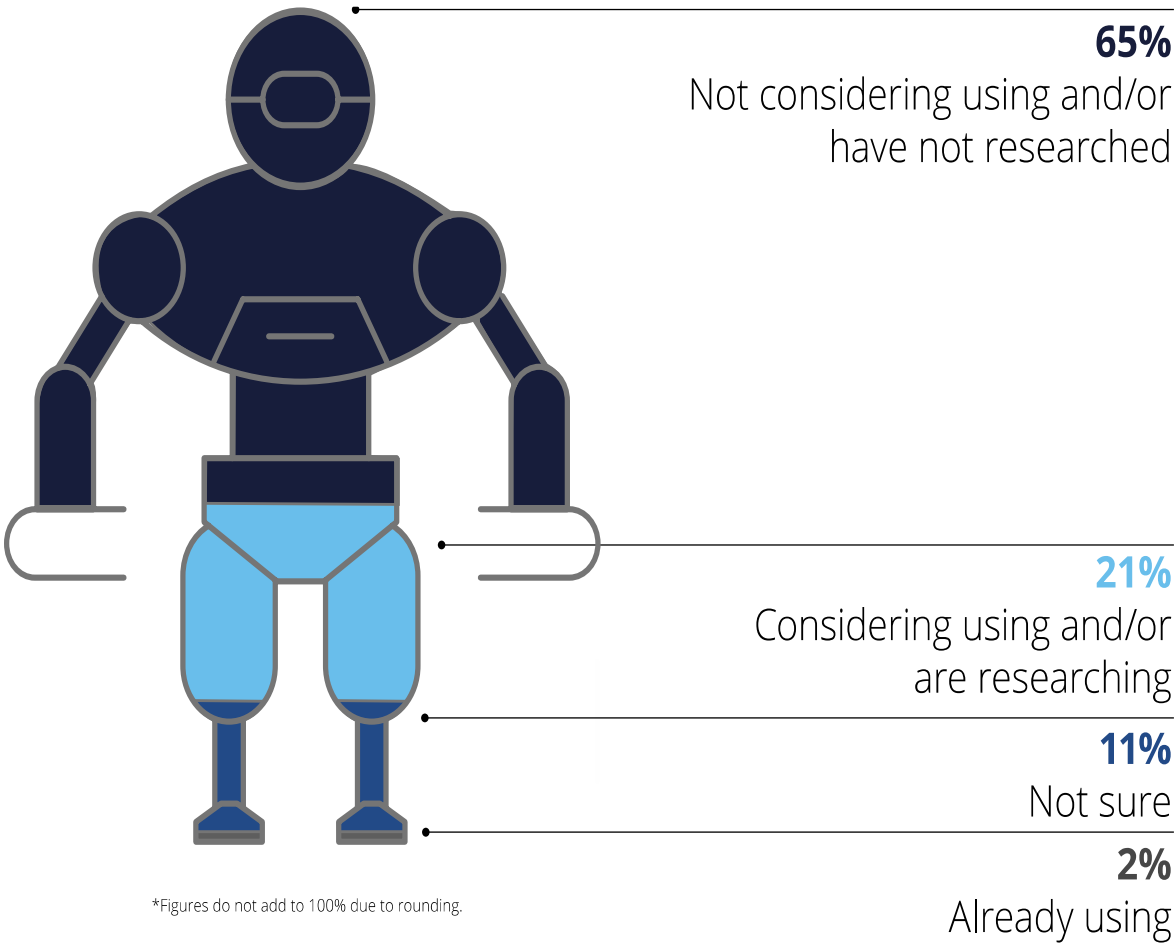 65%
Not considering using and/or
have not researched
21%
Considering using and/or
are researching
11%
Not sure
2%
Already using
*Figures do not add to 100% due to rounding.